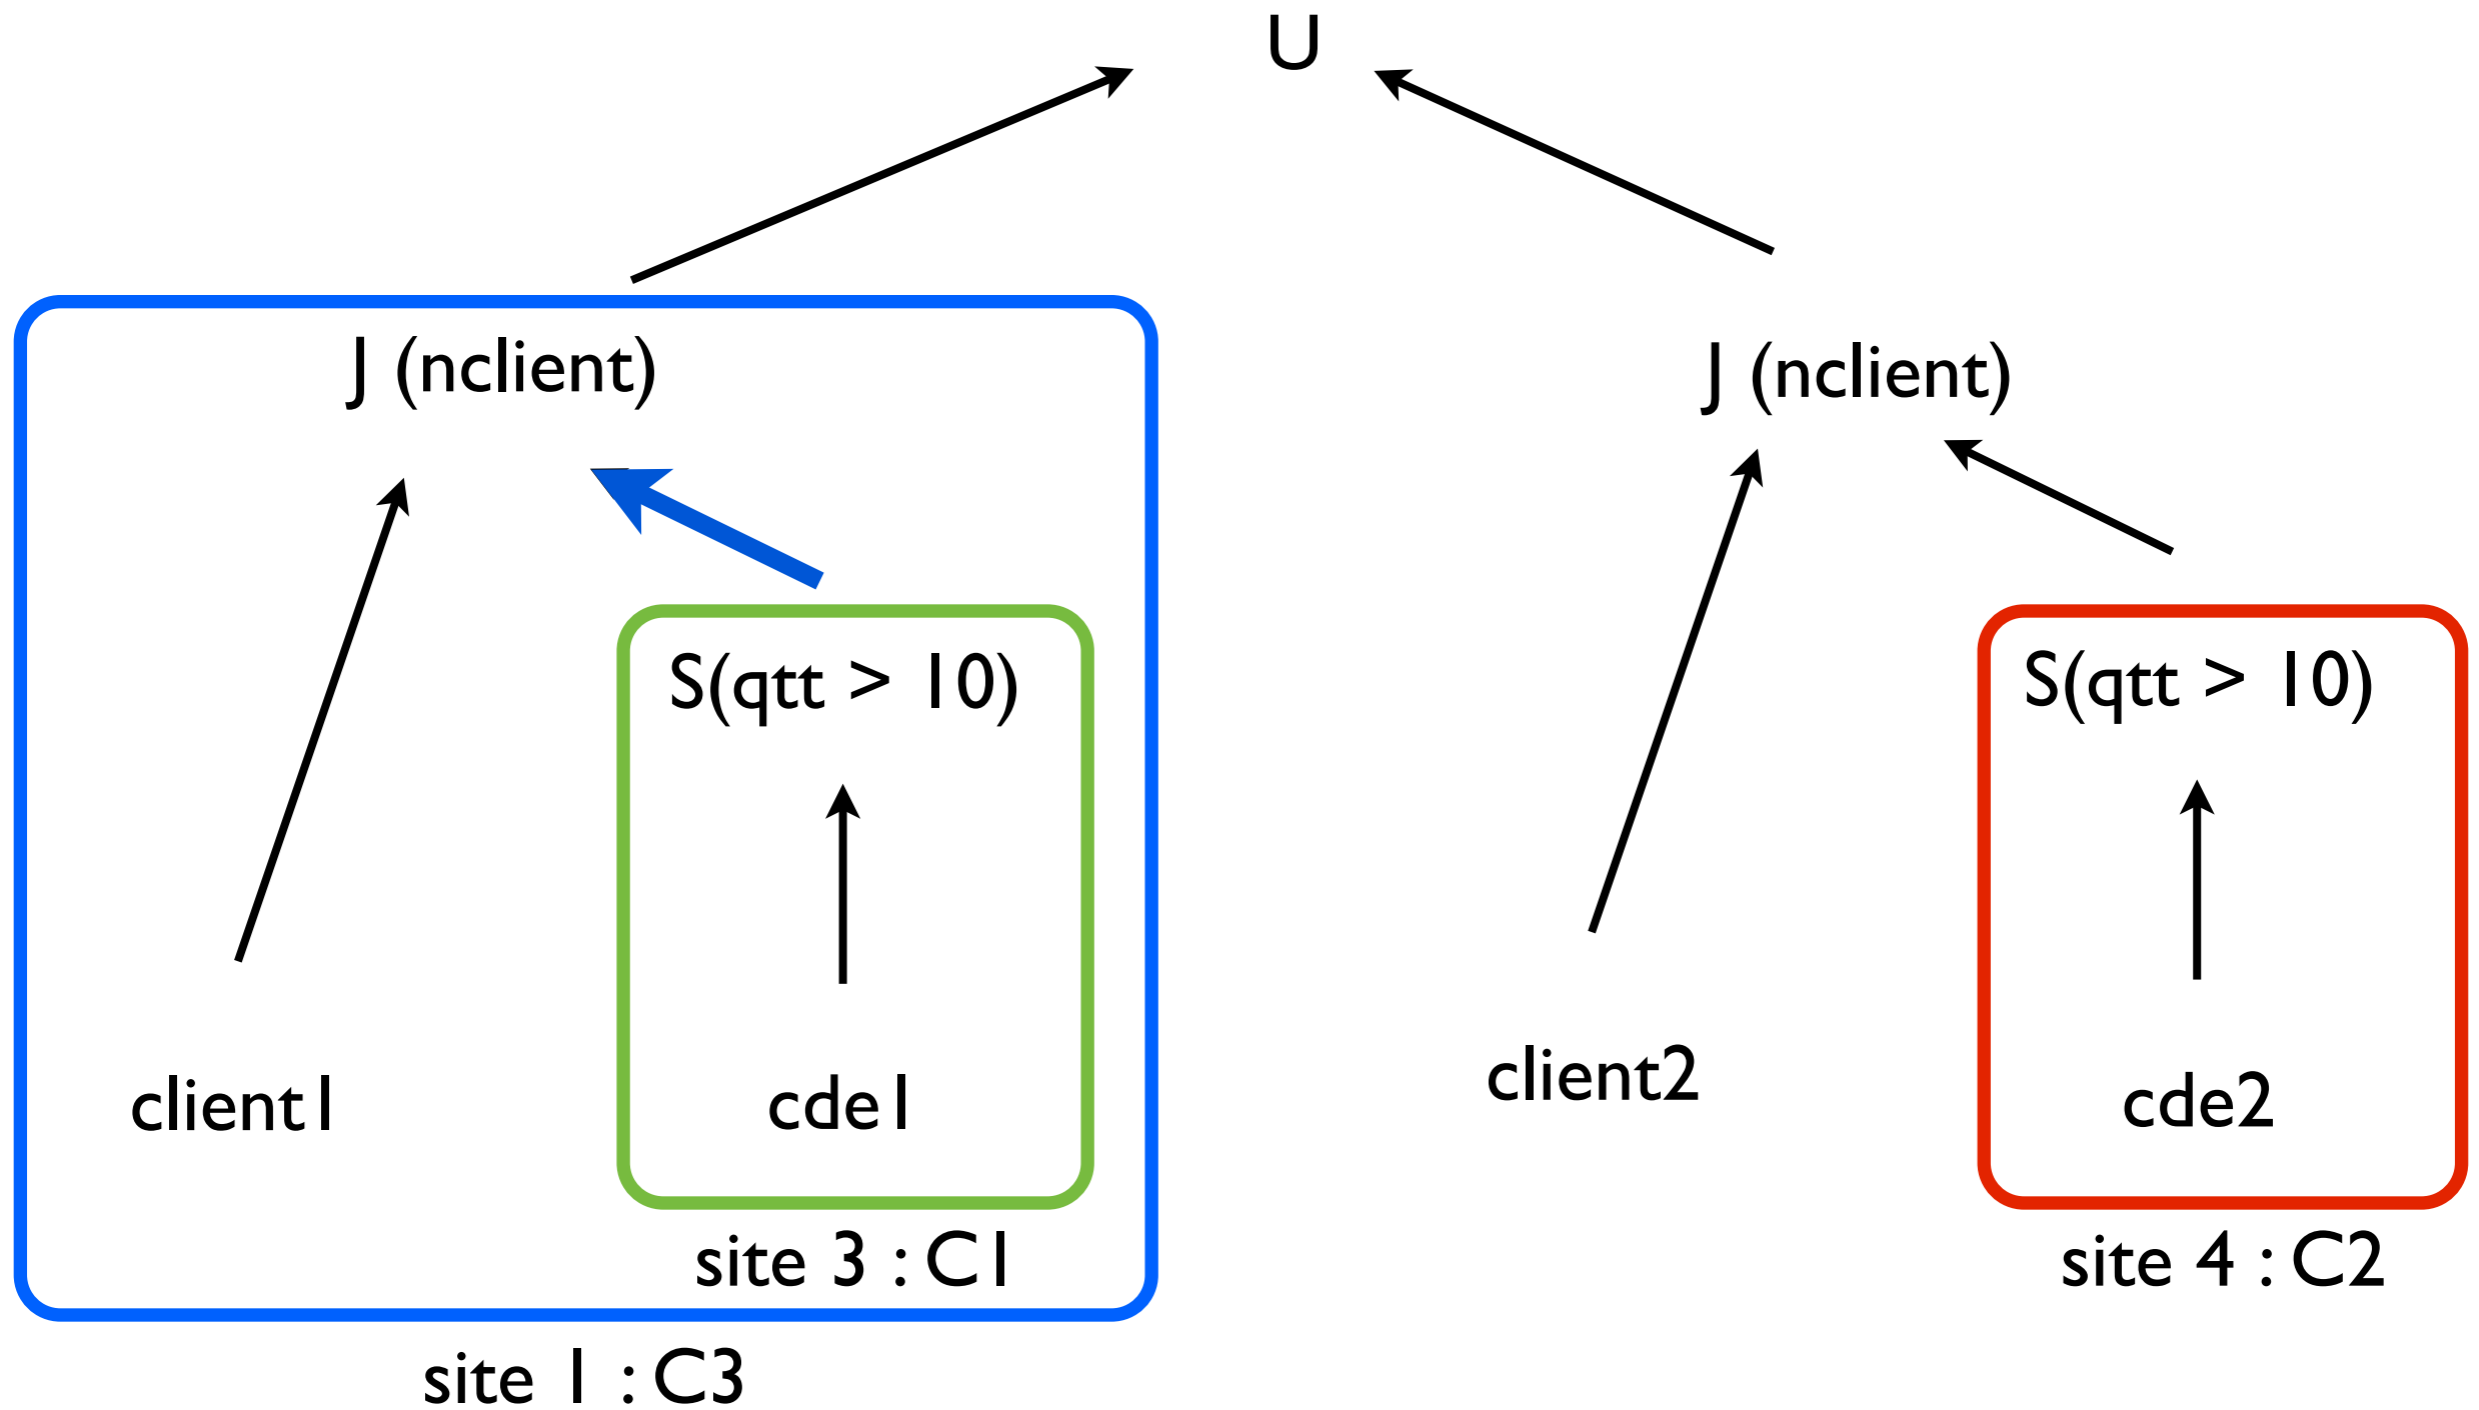 U
J (nclient)
J (nclient)
S(qtt > 10)
S(qtt > 10)
client1
cde1
client2
cde2
site 3 : C1
site 4 : C2
site 1 : C3